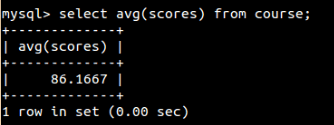 mysql> select avg(scores) from course;
+-------------+
| avg(scores) |
+-------------+
|     86.1667 |
+-------------+
1 row in set (0.00 sec)